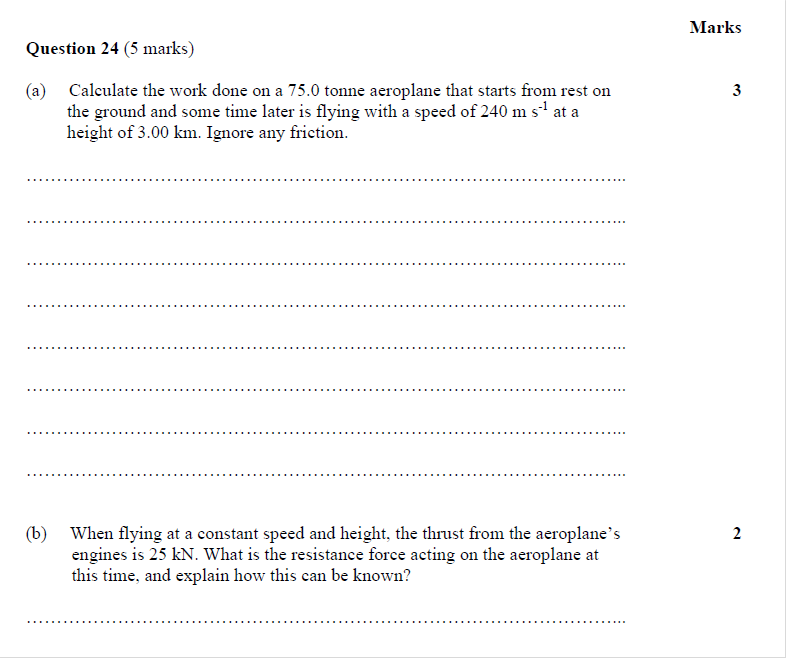 Marks
Question 24 (5 marks)
(a) Calculate the work done on a 75.0 tonne aeroplane that starts from rest on 3
the ground and some time later is flying with a speed of 240 m s⁻¹ at a
height of 3.00 km. Ignore any friction.
(b) When flying at a constant speed and height, the thrust from the aeroplane’s 2
engines is 25 kN. What is the resistance force acting on the aeroplane at
this time, and explain how this can be known?